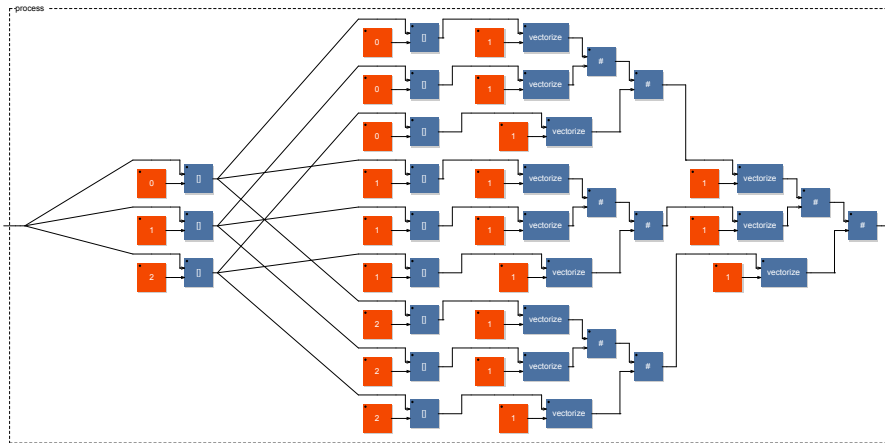 process
0 [] 1 vectorize
#
0 [] 1 vectorize #
0 [] 1 vectorize
0 [] 1 [] 1 vectorize 1 vectorize
# #
1 [] 1 [] 1 vectorize # 1 vectorize #
2 [] 1 [] 1 vectorize 1 vectorize
2 [] 1 vectorize
#
2 [] 1 vectorize #
2 [] 1 vectorize